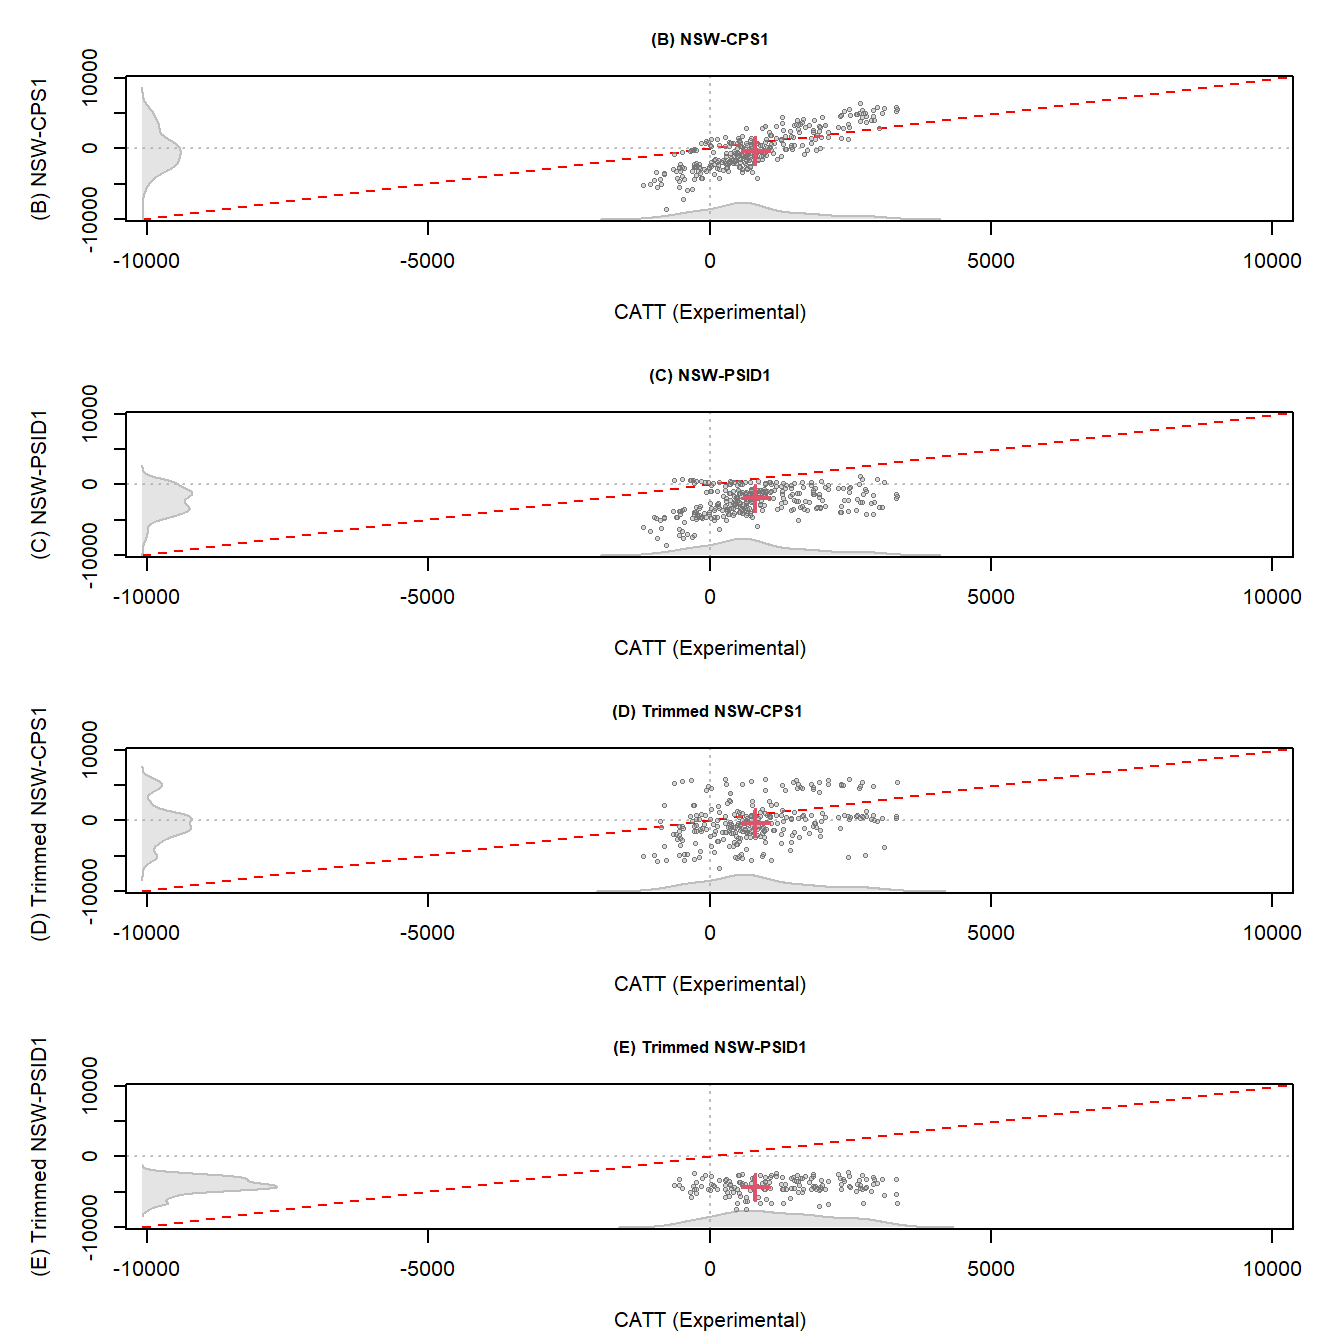 (B) NSW-CPS1
(B) NSW-CPS1
10000
0
-10000
-10000 -5000 0 5000 10000
CATT (Experimental)
(C) NSW-PSID1
(C) NSW-PSID1
10000
0
-10000
-10000 -5000 0 5000 10000
CATT (Experimental)
(D) Trimmed NSW-CPS1
(D) Trimmed NSW-CPS1
10000
0
-10000
-10000 -5000 0 5000 10000
CATT (Experimental)
(E) Trimmed NSW-PSID1
(E) Trimmed NSW-PSID1
10000
0
-10000
-10000 -5000 0 5000 10000
CATT (Experimental)